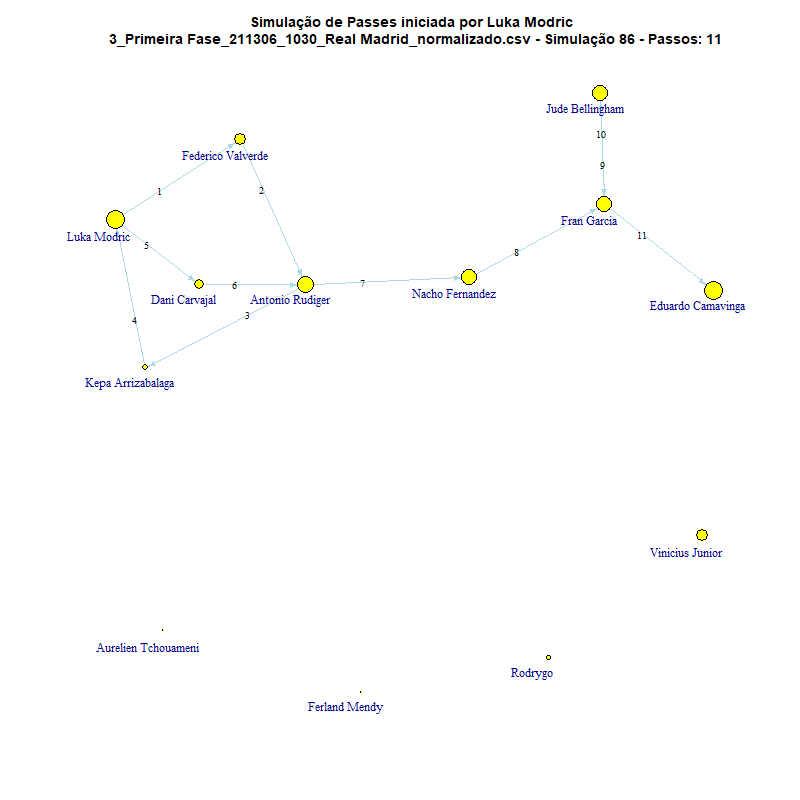 Simulação de Passes iniciada por Luka Modric
3_Primeira Fase_211306_1030_Real Madrid_normalizado.csv - Simulação 86 - Passos: 11
Jude Bellingham
10
Federico Valverde
9
1
2
Fran Garcia
Luka Modric
11
5
8
6
7
Dani Carvajal
Antonio Rudiger
Nacho Fernandez
Eduardo Camavinga
3
4
Kepa Arrizabalaga
Vinicius Junior
Aurelien Tchouameni
Rodrygo
Ferland Mendy